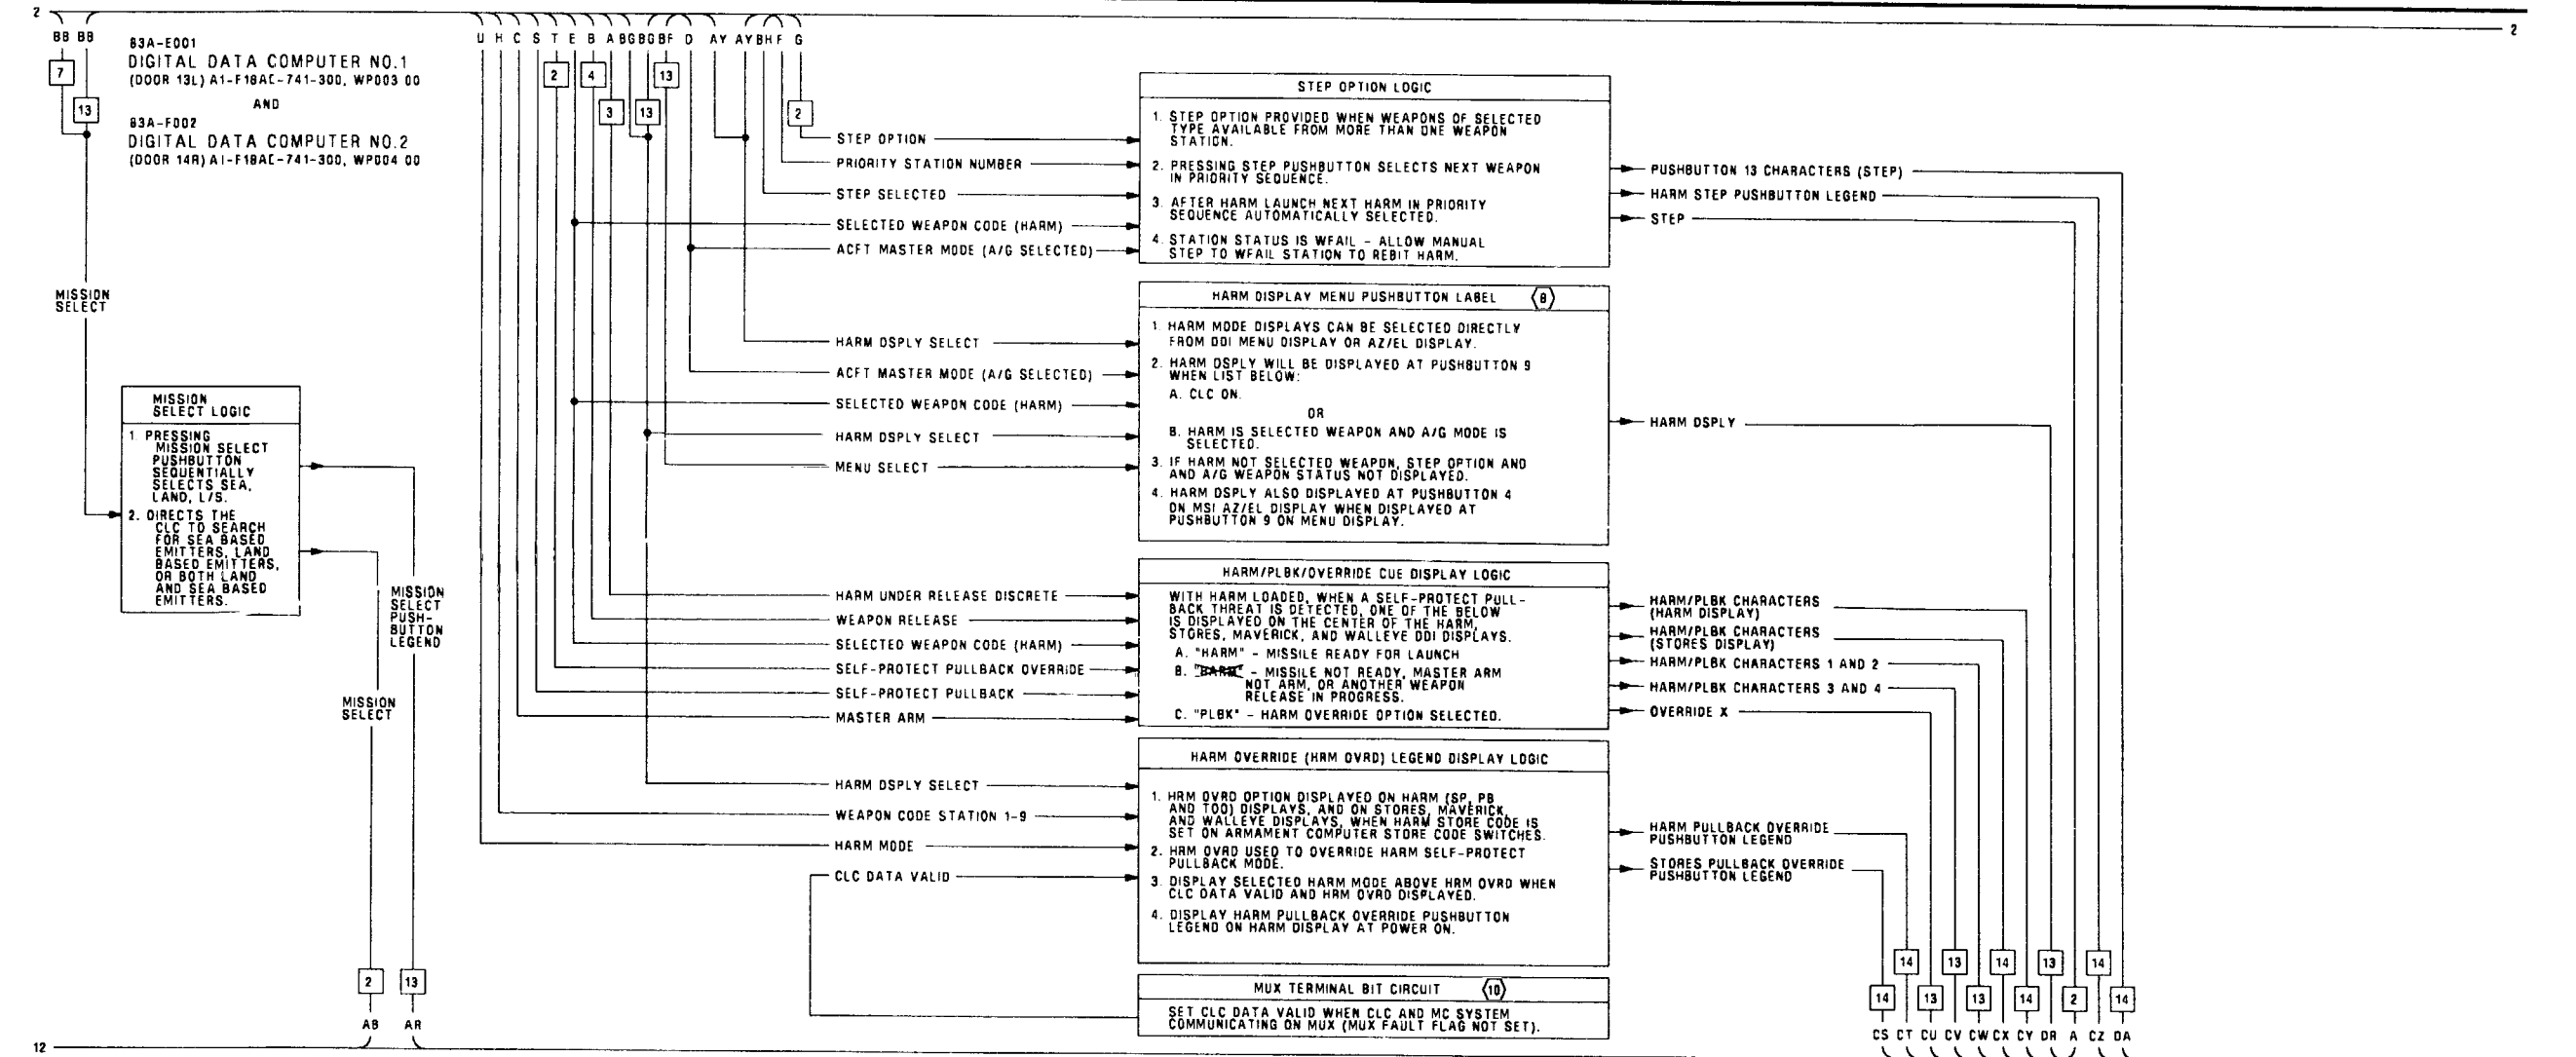 2
BB BB
7
13
83A-E001
DIGITAL DATA COMPUTER NO.1
(DOOR 13L) A1-F18AC-741-300, WP003 00
AND
83A-F002
DIGITAL DATA COMPUTER NO.2
(DOOR 14R) A1-F18AC-741-300, WP004 00
MISSION
SELECT
MISSION
SELECT LOGIC
1. PRESSING
MISSION SELECT
PUSHBUTTON
SEQUENTIALLY
SELECTS SEA,
LAND, L/S.
2. DIRECTS THE
CLC TO SEARCH
FOR SEA BASED
EMITTERS, LAND
BASED EMITTERS,
OR BOTH LAND
AND SEA BASED
EMITTERS.
MISSION
SELECT
PUSH-
BUTTON
LEGEND
MISSION
SELECT
2
13
AB AR
12
U H C S T E B A BG BG BF D AY AY BH F G
2
4
13
3
13
2
STEP OPTION
PRIORITY STATION NUMBER
STEP SELECTED
SELECTED WEAPON CODE (HARM)
ACFT MASTER MODE (A/G SELECTED)
STEP OPTION LOGIC
1. STEP OPTION PROVIDED WHEN WEAPONS OF SELECTED
TYPE AVAILABLE FROM MORE THAN ONE WEAPON
STATION.
2. PRESSING STEP PUSHBUTTON SELECTS NEXT WEAPON
IN PRIORITY SEQUENCE.
3. AFTER HARM LAUNCH NEXT HARM IN PRIORITY
SEQUENCE AUTOMATICALLY SELECTED.
4. STATION STATUS IS WFAIL - ALLOW MANUAL
STEP TO WFAIL STATION TO REBIT HARM.
PUSHBUTTON 13 CHARACTERS (STEP)
HARM STEP PUSHBUTTON LEGEND
STEP
HARM DSPLY SELECT
ACFT MASTER MODE (A/G SELECTED)
SELECTED WEAPON CODE (HARM)
HARM DSPLY SELECT
MENU SELECT
HARM DISPLAY MENU PUSHBUTTON LABEL 8
1. HARM MODE DISPLAYS CAN BE SELECTED DIRECTLY
FROM DDI MENU DISPLAY OR AZ/EL DISPLAY.
2. HARM DSPLY WILL BE DISPLAYED AT PUSHBUTTON 9
WHEN LIST BELOW:
A. CLC ON.
OR
B. HARM IS SELECTED WEAPON AND A/G MODE IS
SELECTED.
3. IF HARM NOT SELECTED WEAPON, STEP OPTION AND
AND A/G WEAPON STATUS NOT DISPLAYED.
4. HARM DSPLY ALSO DISPLAYED AT PUSHBUTTON 4
ON MSI AZ/EL DISPLAY WHEN DISPLAYED AT
PUSHBUTTON 9 ON MENU DISPLAY.
HARM DSPLY
HARM UNDER RELEASE DISCRETE
WEAPON RELEASE
SELECTED WEAPON CODE (HARM)
SELF-PROTECT PULLBACK OVERRIDE
SELF-PROTECT PULLBACK
MASTER ARM
HARM/PLBK/OVERRIDE CUE DISPLAY LOGIC
WITH HARM LOADED, WHEN A SELF-PROTECT PULL-
BACK THREAT IS DETECTED, ONE OF THE BELOW
IS DISPLAYED ON THE CENTER OF THE HARM,
STORES, MAVERICK, AND WALLEYE DDI DISPLAYS.
A. "HARM" - MISSILE READY FOR LAUNCH
B. "HARM" - MISSILE NOT READY, MASTER ARM
NOT ARM, OR ANOTHER WEAPON
RELEASE IN PROGRESS.
C. "PLBK" - HARM OVERRIDE OPTION SELECTED.
HARM/PLBK CHARACTERS
(HARM DISPLAY)
HARM/PLBK CHARACTERS
(STORES DISPLAY)
HARM/PLBK CHARACTERS 1 AND 2
HARM/PLBK CHARACTERS 3 AND 4
OVERRIDE X
HARM DSPLY SELECT
WEAPON CODE STATION 1-9
HARM MODE
CLC DATA VALID
HARM OVERRIDE (HRM OVRD) LEGEND DISPLAY LOGIC
1. HRM OVRD OPTION DISPLAYED ON HARM (SP, PB
AND TOO) DISPLAYS, AND ON STORES, MAVERICK,
AND WALLEYE DISPLAYS, WHEN HARM STORE CODE IS
SET ON ARMAMENT COMPUTER STORE CODE SWITCHES.
2. HRM OVRD USED TO OVERRIDE HARM SELF-PROTECT
PULLBACK MODE.
3. DISPLAY SELECTED HARM MODE ABOVE HRM OVRD WHEN
CLC DATA VALID AND HRM OVRD DISPLAYED.
4. DISPLAY HARM PULLBACK OVERRIDE PUSHBUTTON
LEGEND ON HARM DISPLAY AT POWER ON.
HARM PULLBACK OVERRIDE
PUSHBUTTON LEGEND
STORES PULLBACK OVERRIDE
PUSHBUTTON LEGEND
MUX TERMINAL BIT CIRCUIT 10
SET CLC DATA VALID WHEN CLC AND MC SYSTEM
COMMUNICATING ON MUX (MUX FAULT FLAG NOT SET).
2
14 13 14 13 14
14 13 13 14 2 14
CS CT CU CV CW CX CY DR A CZ DA